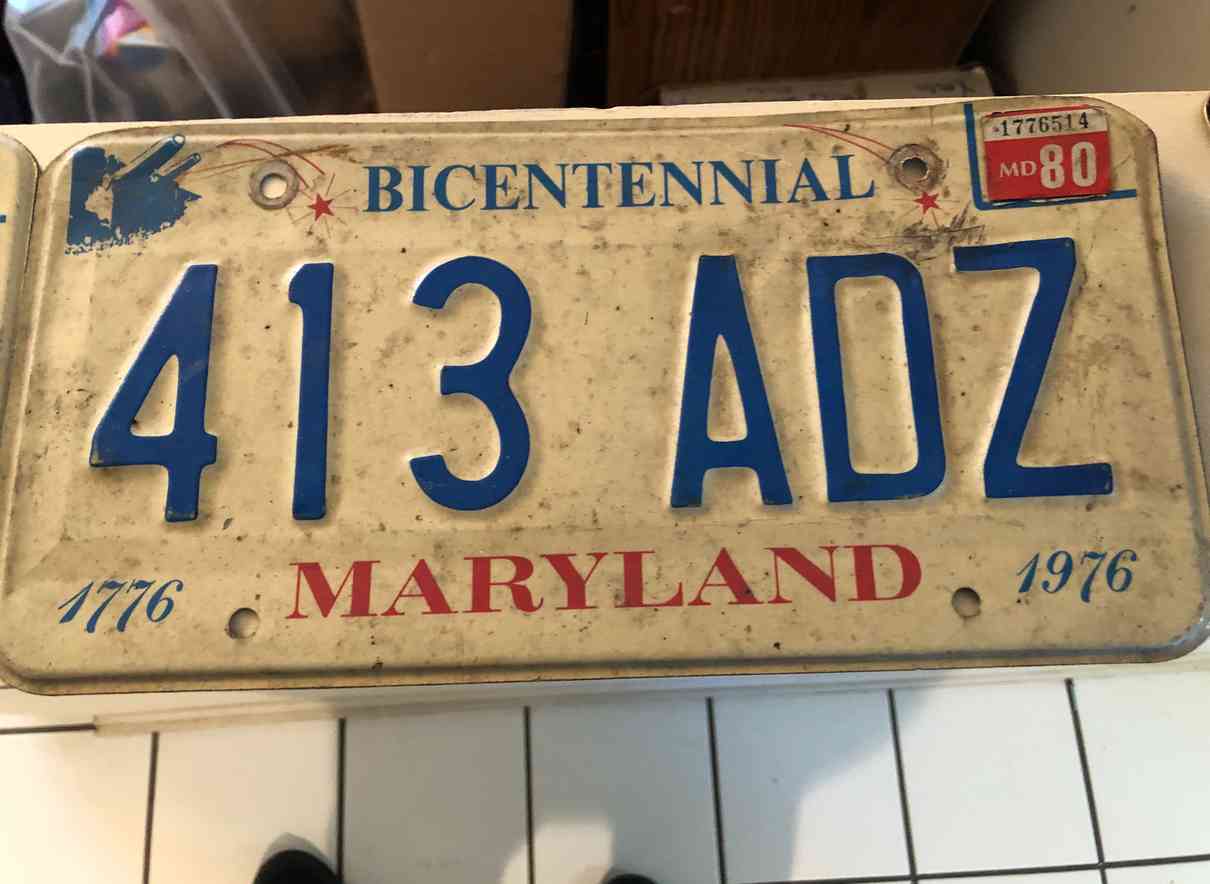 BICENTENNIAL
1776514
MD 80
413 ADZ
MARYLAND
1776
1976